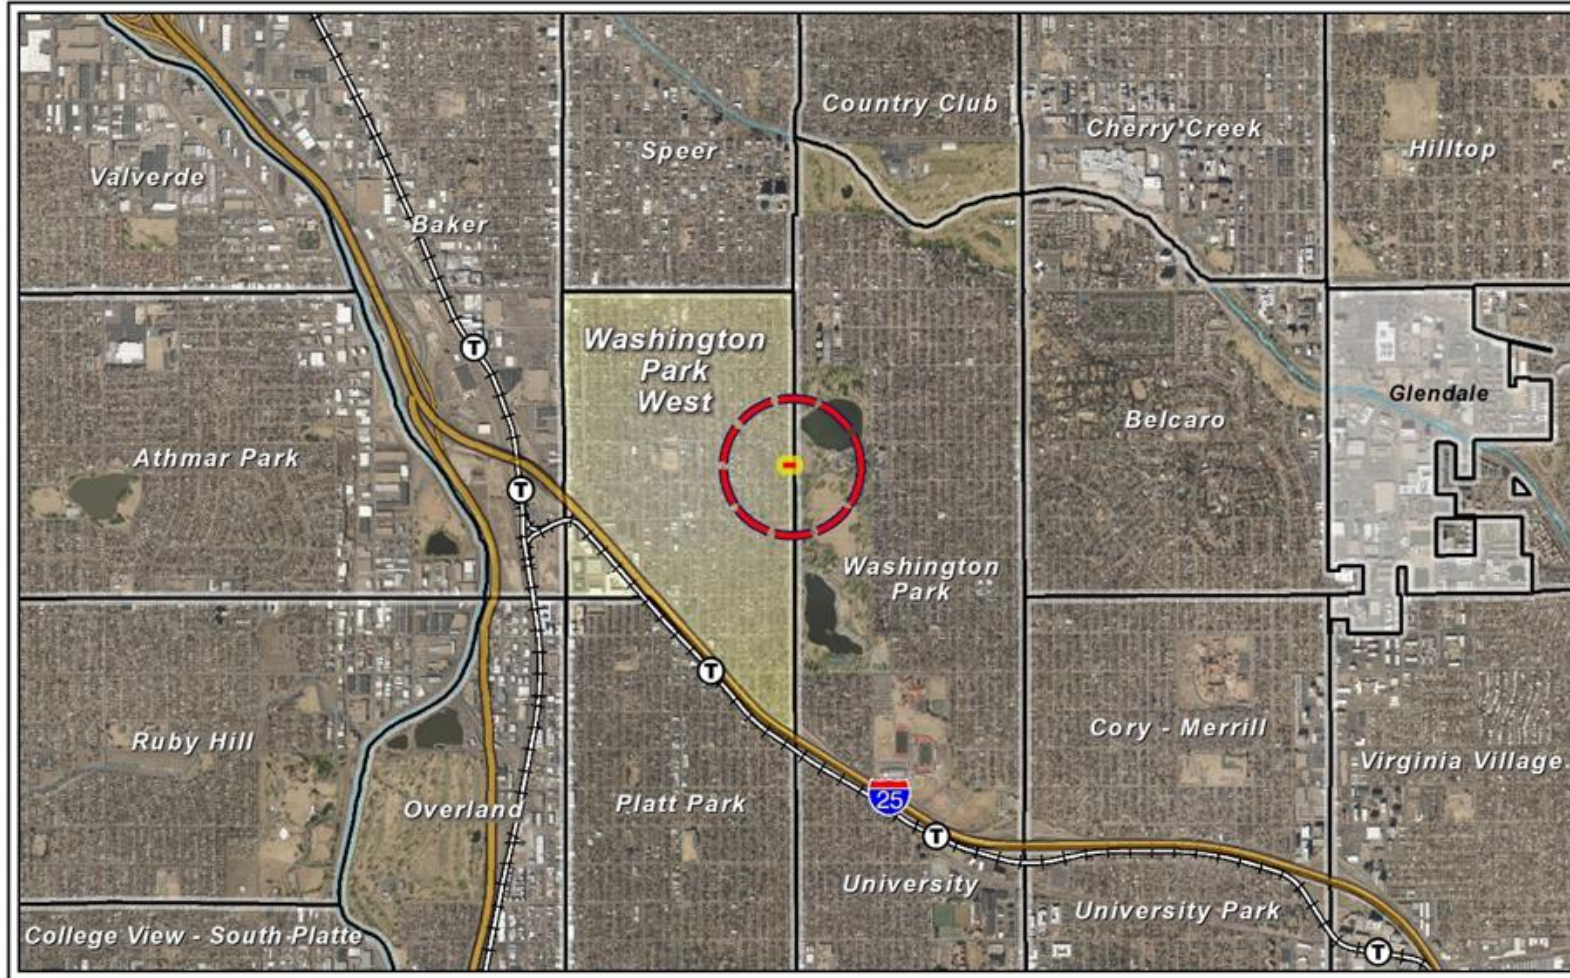 Country Club
Cherry Creek
Speer
Hilltop
Valverde
Baker
Washington
Park
West
T
Glendale
Belcaro
Athmar Park
T
Washington
Park
T
Cory - Merrill
Ruby Hill
Virginia Village
Platt Park
Overland
25
T
University
University Park
College View - South Platte
T